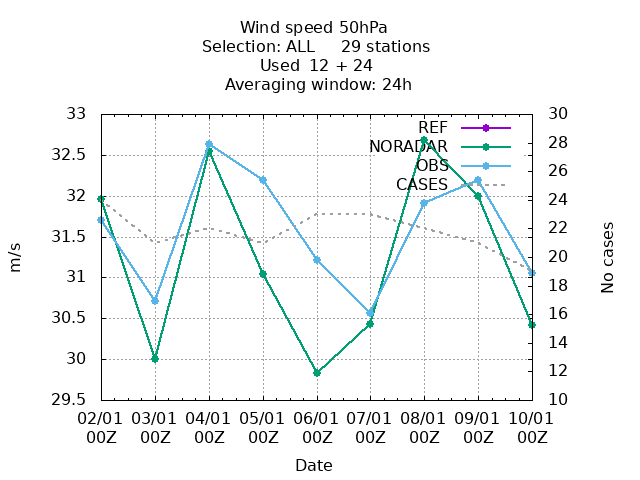 Wind speed 50hPa
Selection: ALL 29 stations
Used 12 + 24
Averaging window: 24h
33
32.5
32
31.5
31
30.5
30
29.5
m/s
30
28
26
24
22
20
18
16
14
12
10
No cases
REF
NORADAR
OBS
CASES
02/01 03/01 04/01 05/01 06/01 07/01 08/01 09/01 10/01
00Z 00Z 00Z 00Z 00Z 00Z 00Z 00Z 00Z
Date